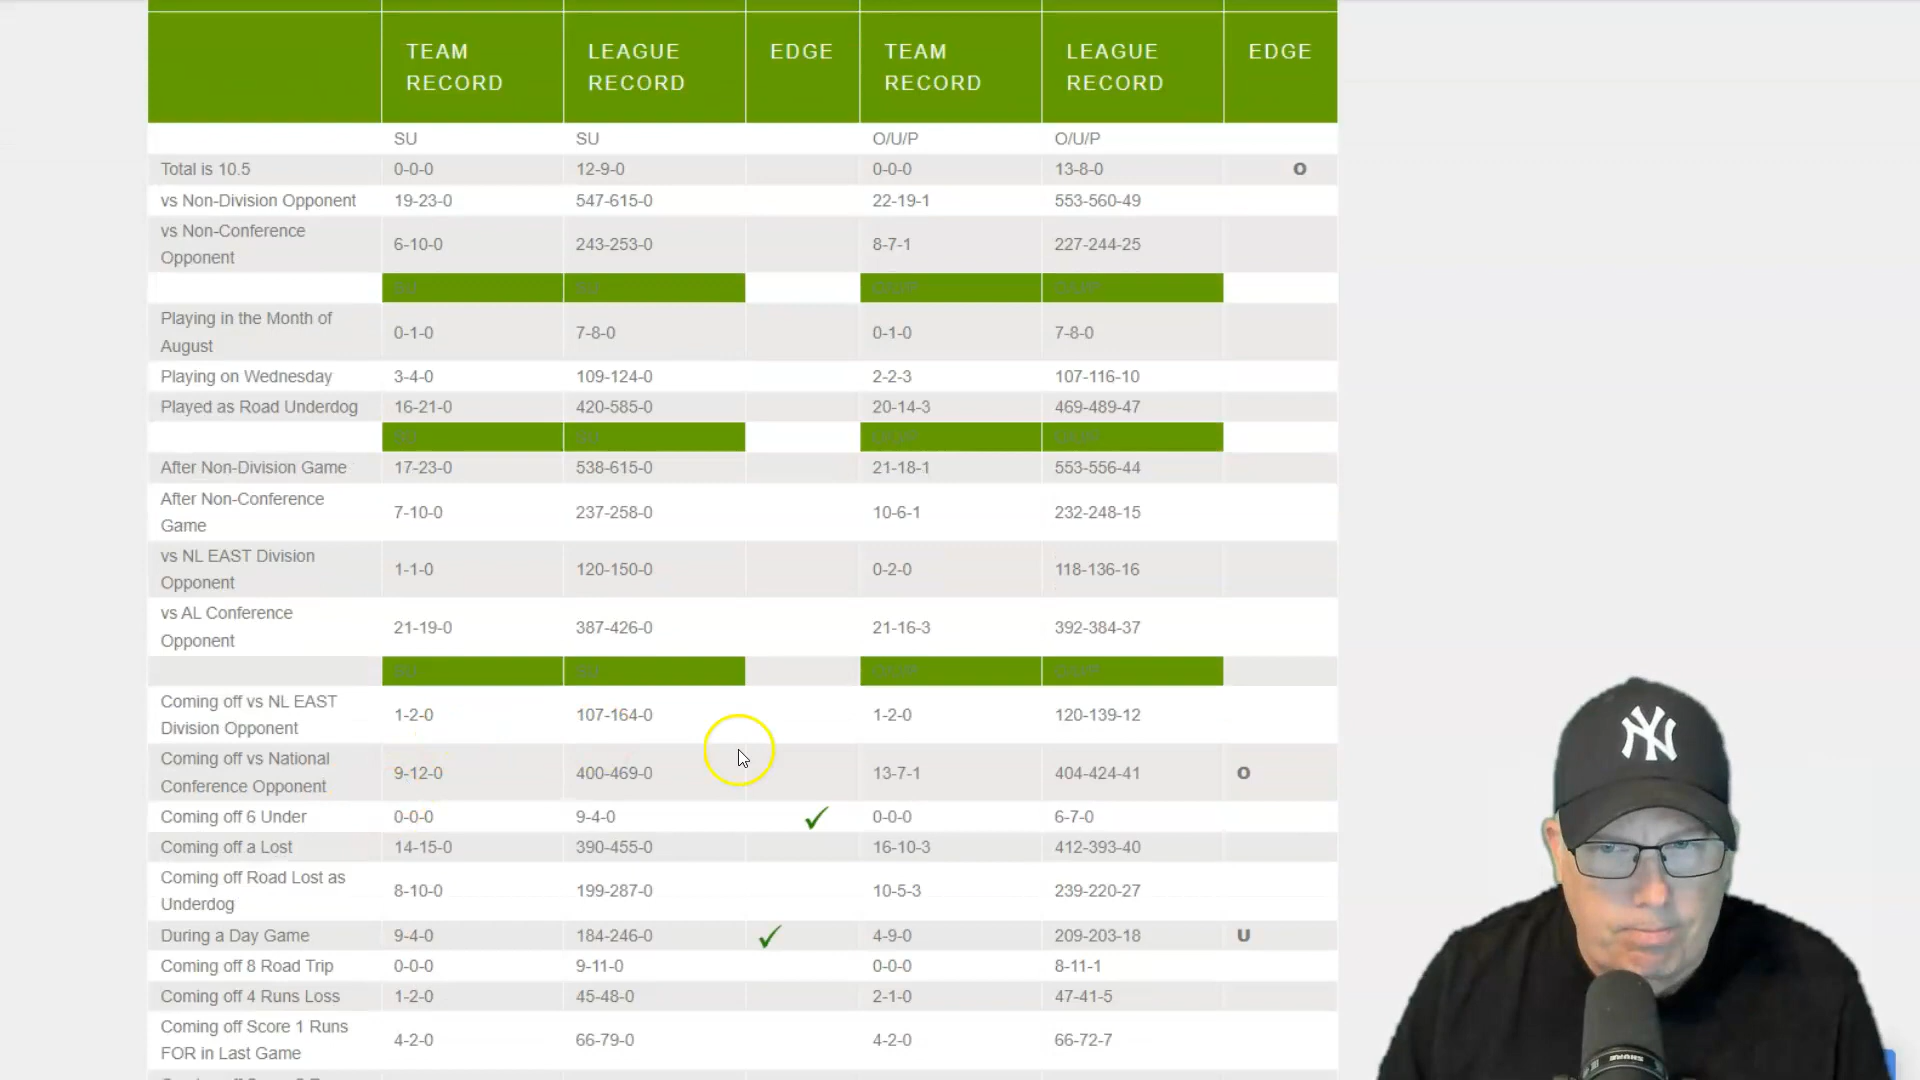 TEAM RECORD LEAGUE RECORD EDGE TEAM RECORD LEAGUE RECORD EDGE
SU SU O/U/P O/U/P
Total is 10.5 0-0-0 12-9-0 0-0-0 13-8-0 O
vs Non-Division Opponent 19-23-0 547-615-0 22-19-1 553-560-49
vs Non-Conference Opponent 6-10-0 243-253-0 8-7-1 227-244-25
SU SU O/U/P O/U/P
Playing in the Month of August 0-1-0 7-8-0 0-1-0 7-8-0
Playing on Wednesday 3-4-0 109-124-0 2-2-3 107-116-10
Played as Road Underdog 16-21-0 420-585-0 20-14-3 469-489-47
SU SU O/U/P O/U/P
After Non-Division Game 17-23-0 538-615-0 21-18-1 553-556-44
After Non-Conference Game 7-10-0 237-258-0 10-6-1 232-248-15
vs NL EAST Division Opponent 1-1-0 120-150-0 0-2-0 118-136-16
vs AL Conference Opponent 21-19-0 387-426-0 21-16-3 392-384-37
SU SU O/U/P O/U/P
Coming off vs NL EAST Division Opponent 1-2-0 107-164-0 1-2-0 120-139-12
Coming off vs National Conference Opponent 9-12-0 400-469-0 13-7-1 404-424-41 O
Coming off 6 Under 0-0-0 9-4-0 0-0-0 6-7-0
Coming off a Lost 14-15-0 390-455-0 16-10-3 412-393-40
Coming off Road Lost as Underdog 8-10-0 199-287-0 10-5-3 239-220-27
During a Day Game 9-4-0 184-246-0 4-9-0 209-203-18 U
Coming off 8 Road Trip 0-0-0 9-11-0 0-0-0 8-11-1
Coming off 4 Runs Loss 1-2-0 45-48-0 2-1-0 47-41-5
Coming off Score 1 Runs FOR in Last Game 4-2-0 66-79-0 4-2-0 66-72-7
NY
SHURE